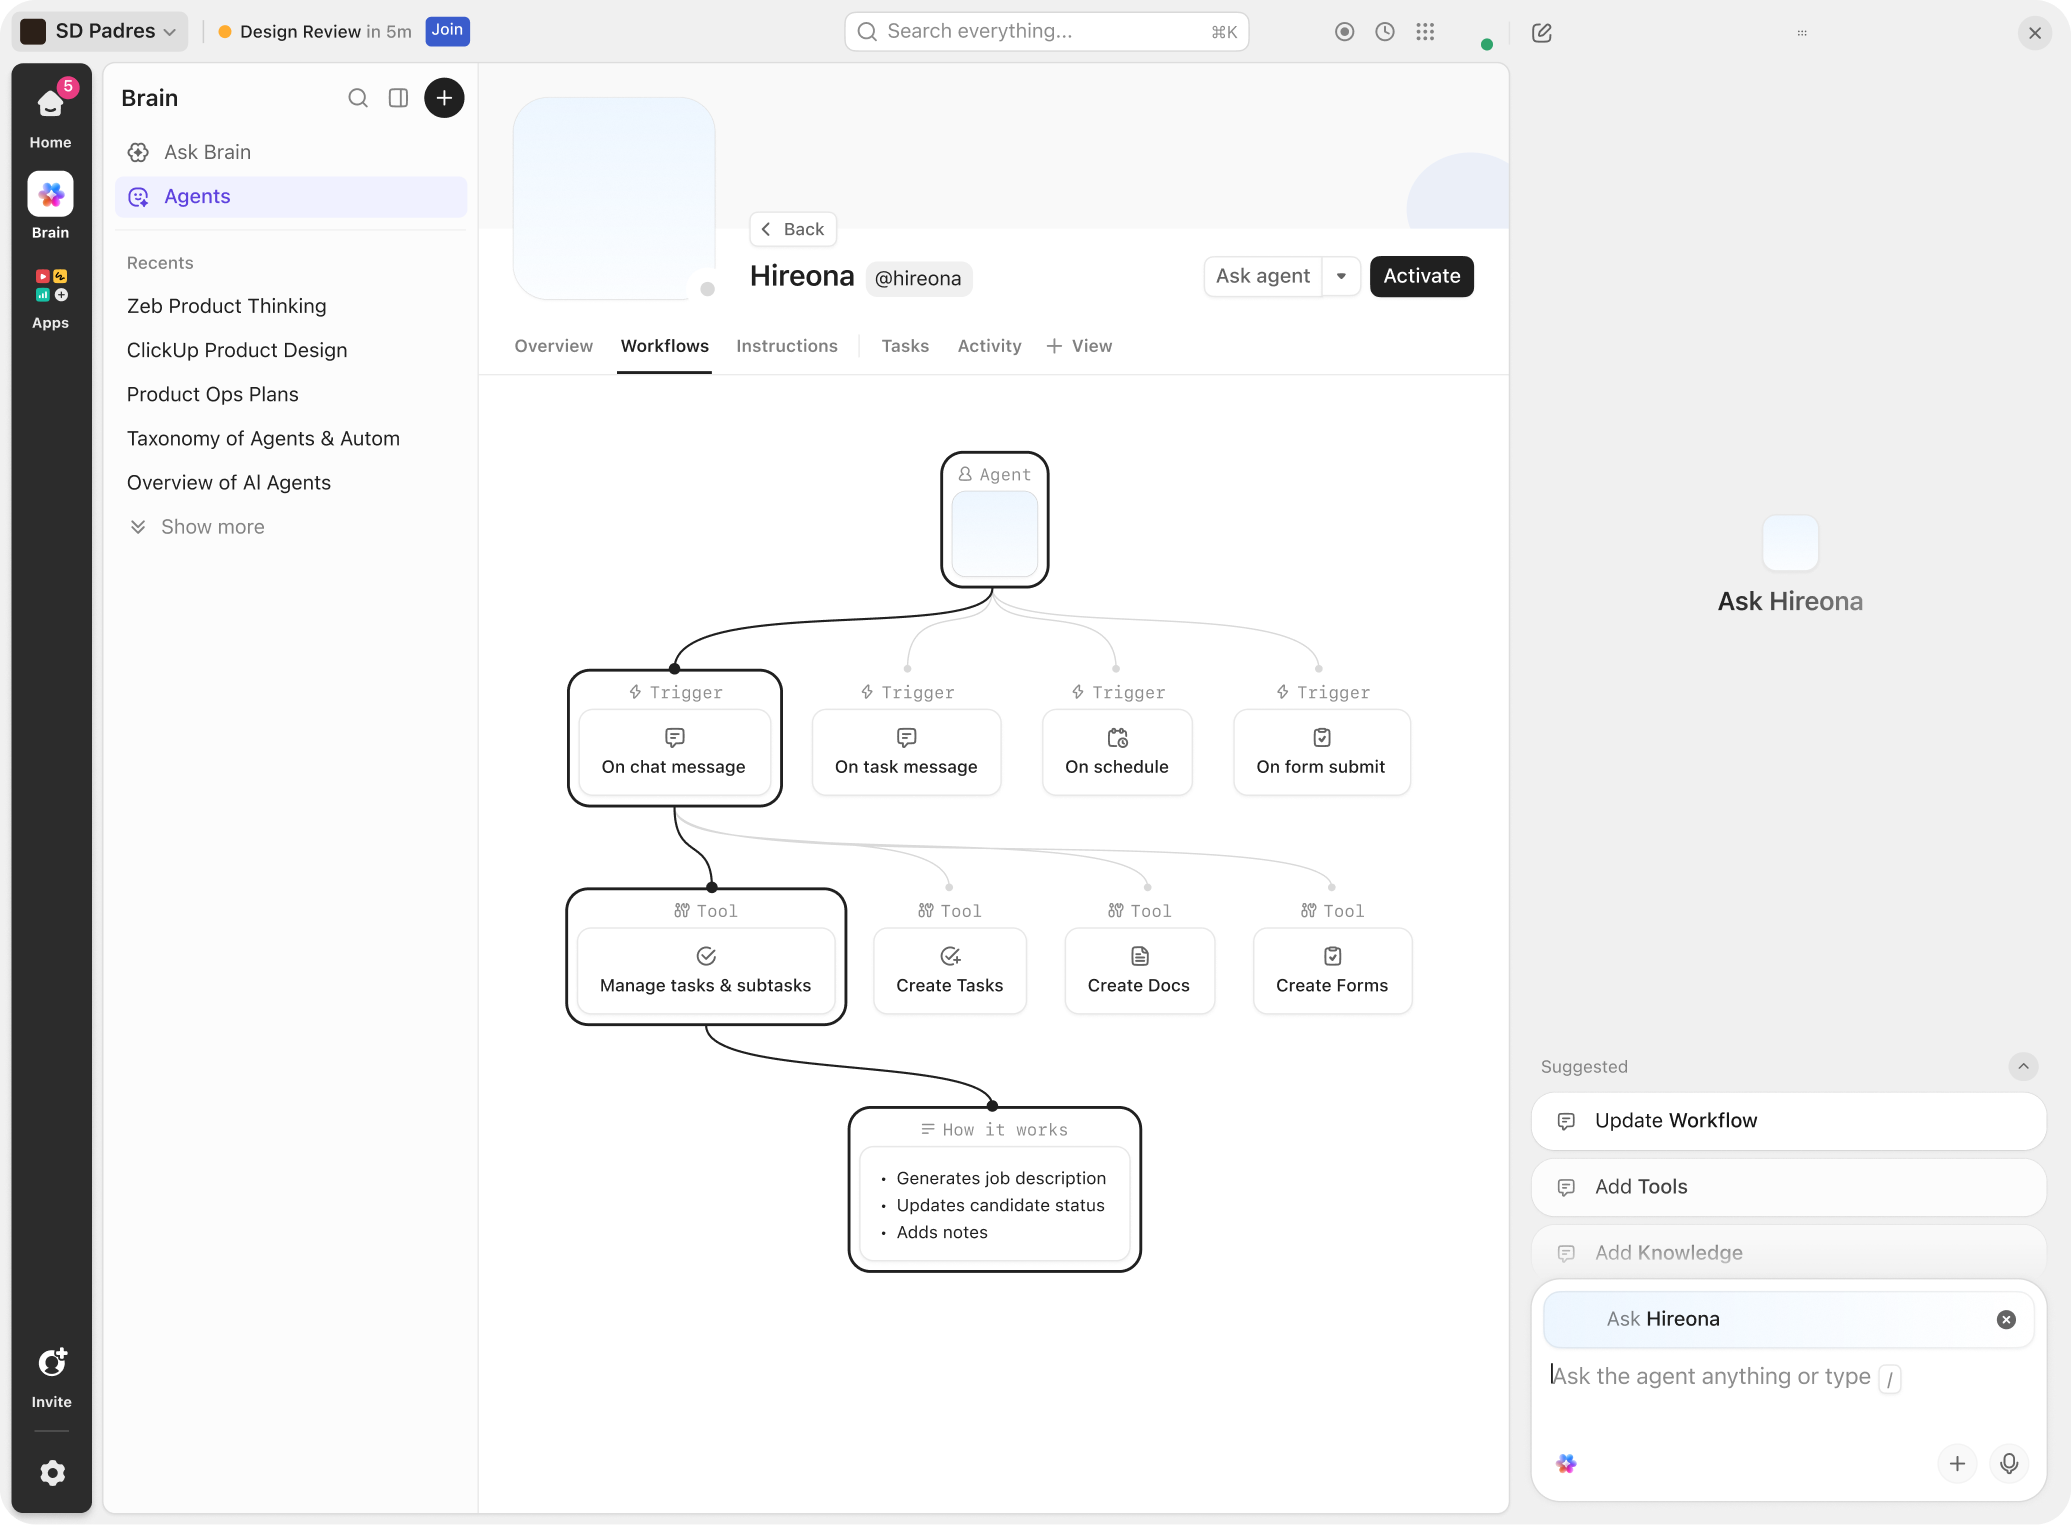 SD Padres
Design Review in 5m
Join
Search everything...
⌘K
5
Home
Brain
Apps
Invite
Brain
Ask Brain
Agents
Recents
Zeb Product Thinking
ClickUp Product Design
Product Ops Plans
Taxonomy of Agents & Autom
Overview of AI Agents
Show more
Back
Hireona
@hireona
Ask agent
Activate
Overview
Workflows
Instructions
Tasks
Activity
View
Agent
Trigger
On chat message
Trigger
On task message
Trigger
On schedule
Trigger
On form submit
Tool
Manage tasks & subtasks
Tool
Create Tasks
Tool
Create Docs
Tool
Create Forms
How it works
• Generates job description
• Updates candidate status
• Adds notes
Ask Hireona
Suggested
Update Workflow
Add Tools
Add Knowledge
Ask Hireona
Ask the agent anything or type /